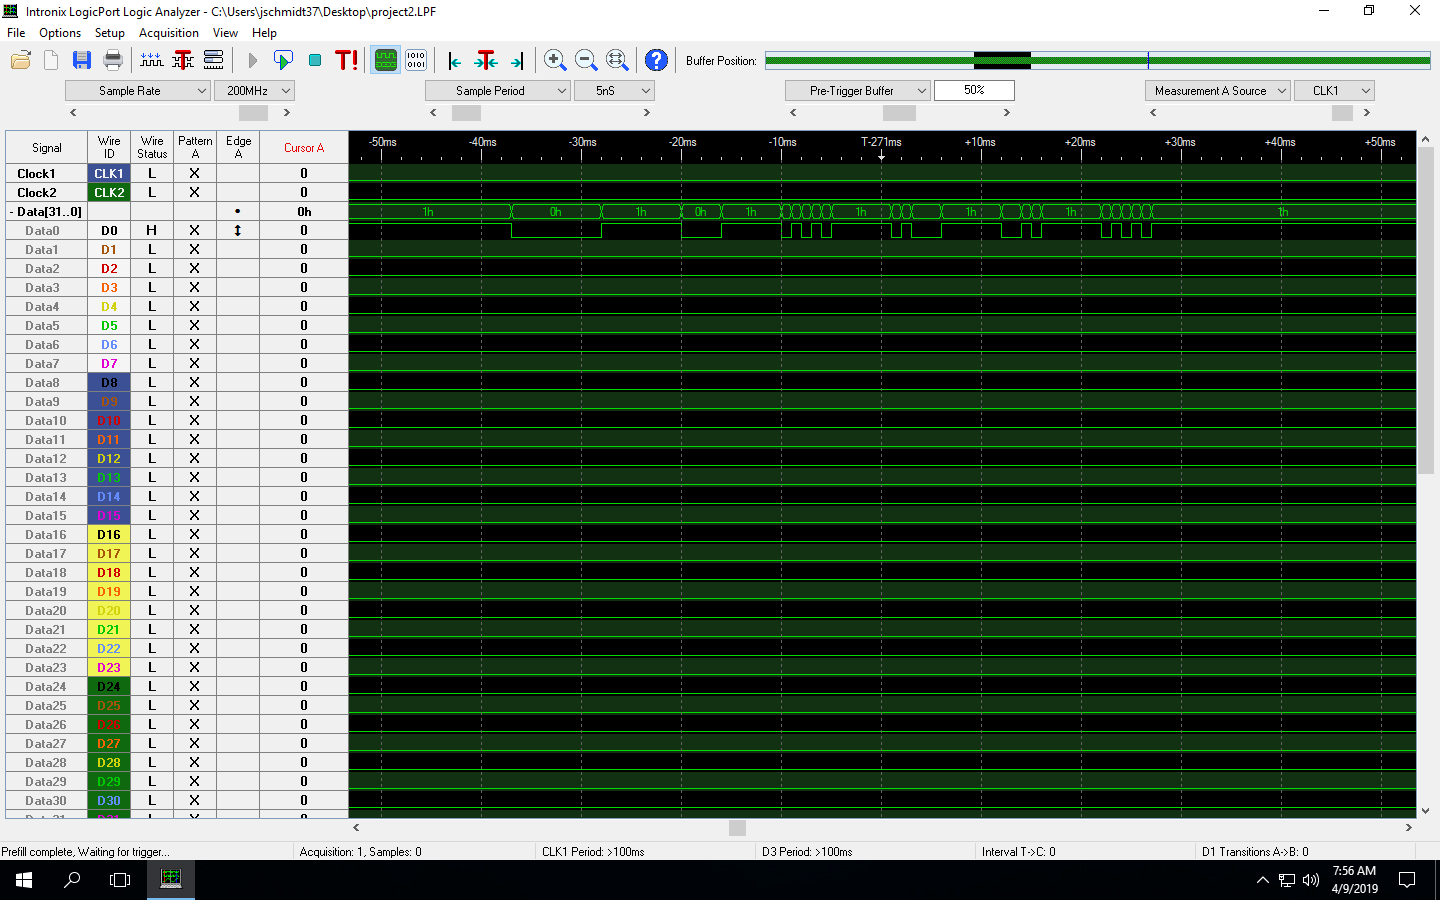 Intronix LogicPort Logic Analyzer - C:\Users\jschmidt37\Desktop\project2.LPF
File Options Setup Acquisition View Help
Buffer Position:
Sample Rate 200MHz Sample Period 5nS Pre-Trigger Buffer 50% Measurement A Source CLK1
Signal Wire ID Wire Status Pattern A Edge A Cursor A -50ms -40ms -30ms -20ms -10ms T-271ms +10ms +20ms +30ms +40ms +50ms
Clock1 CLK1 L X 0
Clock2 CLK2 L X 0
- Data[31..0] 0h 1h 0h 1h 0h 1h 1h 1h 1h 1h
Data0 D0 H X 0
Data1 D1 L X 0
Data2 D2 L X 0
Data3 D3 L X 0
Data4 D4 L X 0
Data5 D5 L X 0
Data6 D6 L X 0
Data7 D7 L X 0
Data8 D8 L X 0
Data9 D9 L X 0
Data10 D10 L X 0
Data11 D11 L X 0
Data12 D12 L X 0
Data13 D13 L X 0
Data14 D14 L X 0
Data15 D15 L X 0
Data16 D16 L X 0
Data17 D17 L X 0
Data18 D18 L X 0
Data19 D19 L X 0
Data20 D20 L X 0
Data21 D21 L X 0
Data22 D22 L X 0
Data23 D23 L X 0
Data24 D24 L X 0
Data25 D25 L X 0
Data26 D26 L X 0
Data27 D27 L X 0
Data28 D28 L X 0
Data29 D29 L X 0
Data30 D30 L X 0
Prefill complete, Waiting for trigger... Acquisition: 1, Samples: 0 CLK1 Period: >100ms D3 Period: >100ms Interval T->C: 0 D1 Transitions A->B: 0
7:56 AM
4/9/2019